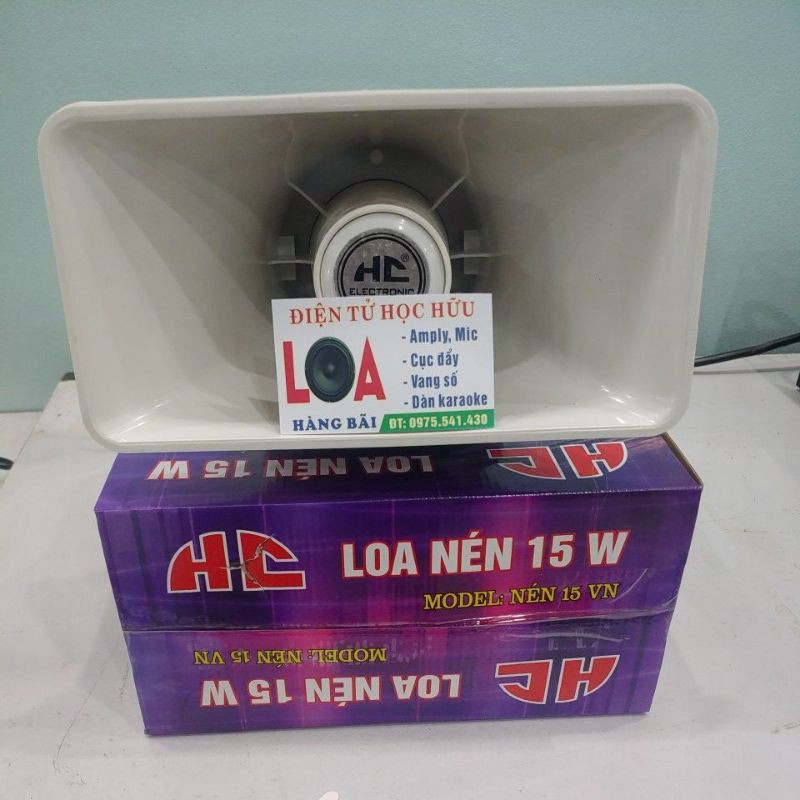 HC®
ELECTRONIC
ĐIỆN TỬ HỌC HỮU
LOA
- Amply, Mic
- Cục đẩy
- Vang số
- Dàn karaoke
HÀNG BÃI
ĐT: 0975.541.430
LOA NÉN 15 W
HC
HC
LOA NÉN 15 W
MODEL: NÉN 15 VN
MODEL: NÉN 15 VN
LOA NÉN 15 W
HC